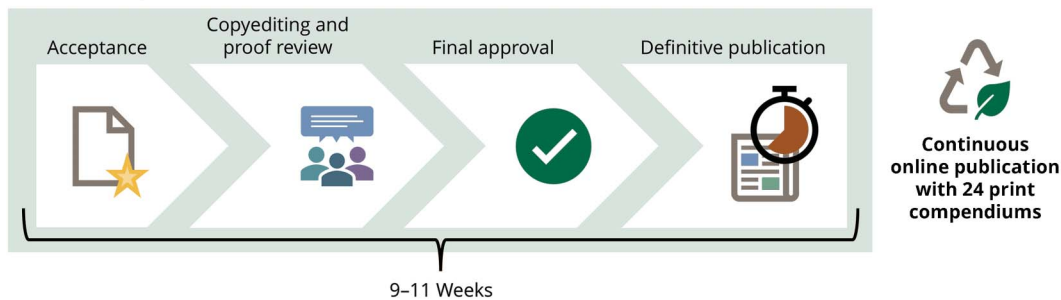 Acceptance
Copyediting and
proof review
Final approval
Definitive publication
9–11 Weeks
Continuous
online publication
with 24 print
compendiums